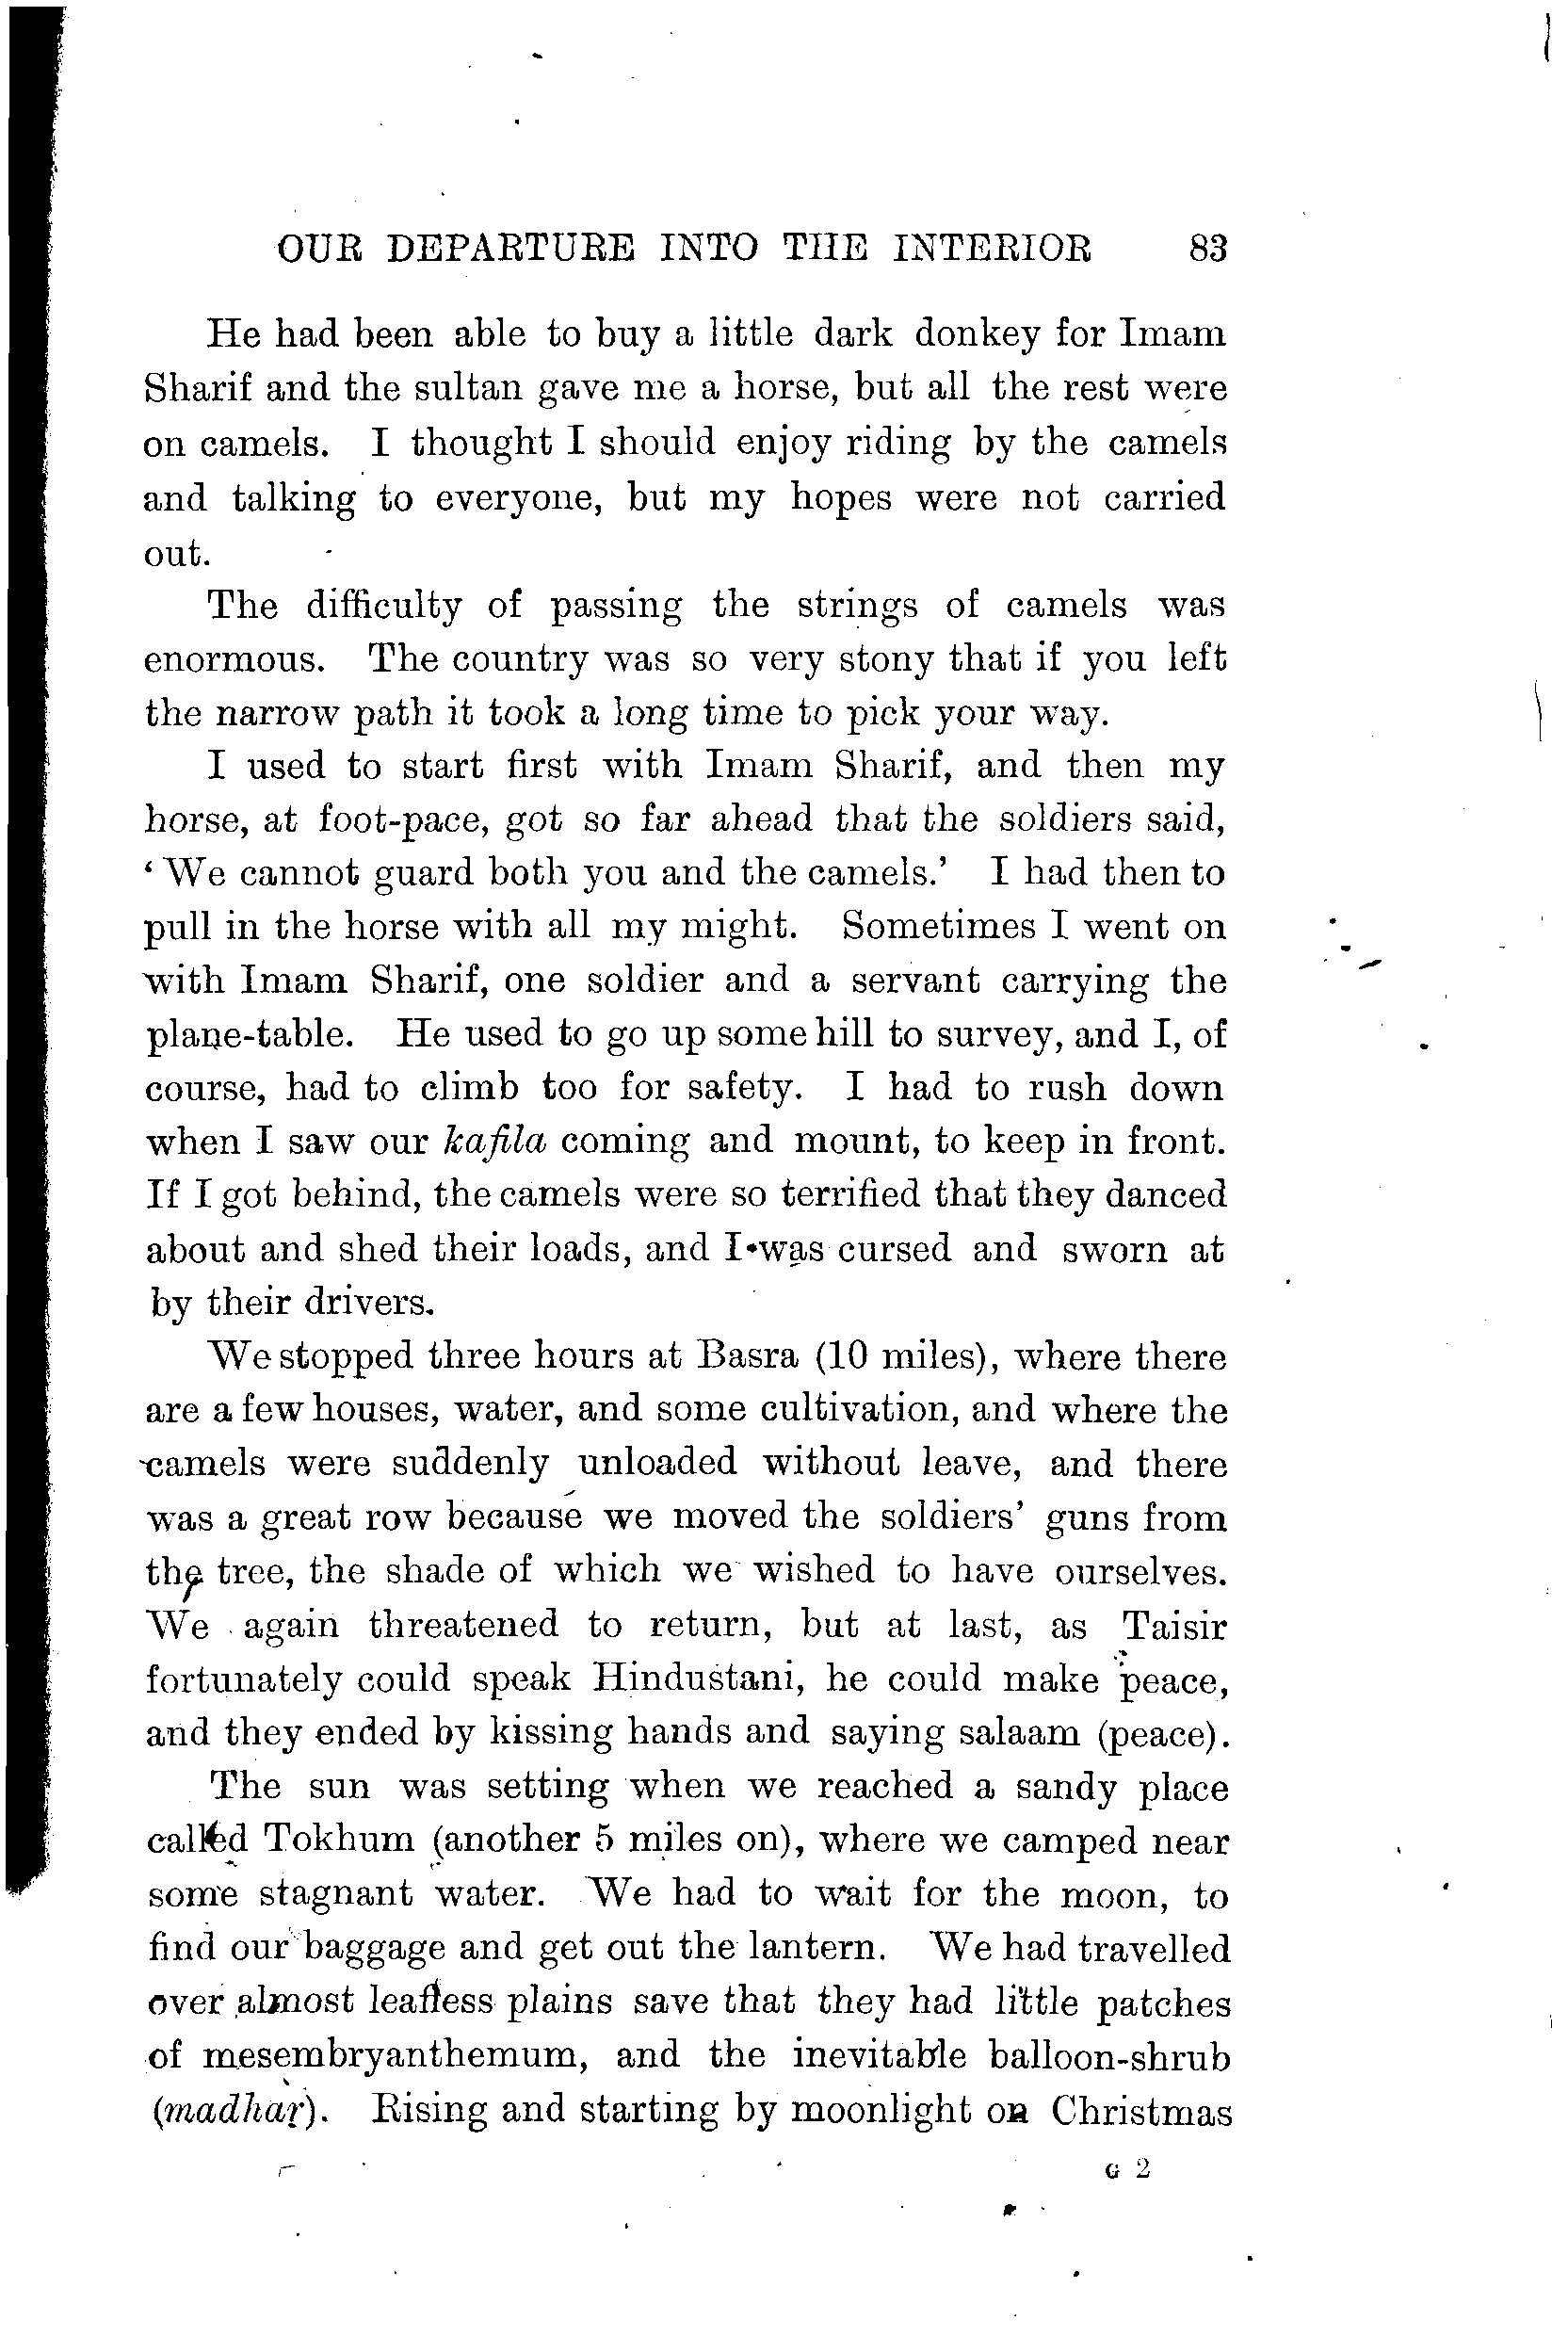 OUR DEPARTURE INTO THE INTERIOR 83
He had been able to buy a little dark donkey for Imam
Sharif and the sultan gave me a horse, but all the rest were
on camels. I thought I should enjoy riding by the camels
and talking to everyone, but my hopes were not carried
out.
The difficulty of passing the strings of camels was
enormous. The country was so very stony that if you left
the narrow path it took a long time to pick your way.
I used to start first with Imam Sharif, and then my
horse, at foot-pace, got so far ahead that the soldiers said,
‘We cannot guard both you and the camels.’ I had then to
pull in the horse with all my might. Sometimes I went on
with Imam Sharif, one soldier and a servant carrying the
plane-table. He used to go up some hill to survey, and I, of
course, had to climb too for safety. I had to rush down
when I saw our kafila coming and mount, to keep in front.
If I got behind, the camels were so terrified that they danced
about and shed their loads, and I was cursed and sworn at
by their drivers.
We stopped three hours at Basra (10 miles), where there
are a few houses, water, and some cultivation, and where the
camels were suddenly unloaded without leave, and there
was a great row because we moved the soldiers’ guns from
the tree, the shade of which we wished to have ourselves.
We again threatened to return, but at last, as Taisir
fortunately could speak Hindustani, he could make peace,
and they ended by kissing hands and saying salaam (peace).
The sun was setting when we reached a sandy place
called Tokhum (another 5 miles on), where we camped near
some stagnant water. We had to wait for the moon, to
find our baggage and get out the lantern. We had travelled
over almost leafless plains save that they had little patches
of mesembryanthemum, and the inevitable balloon-shrub
(madhar). Rising and starting by moonlight on Christmas
G 2